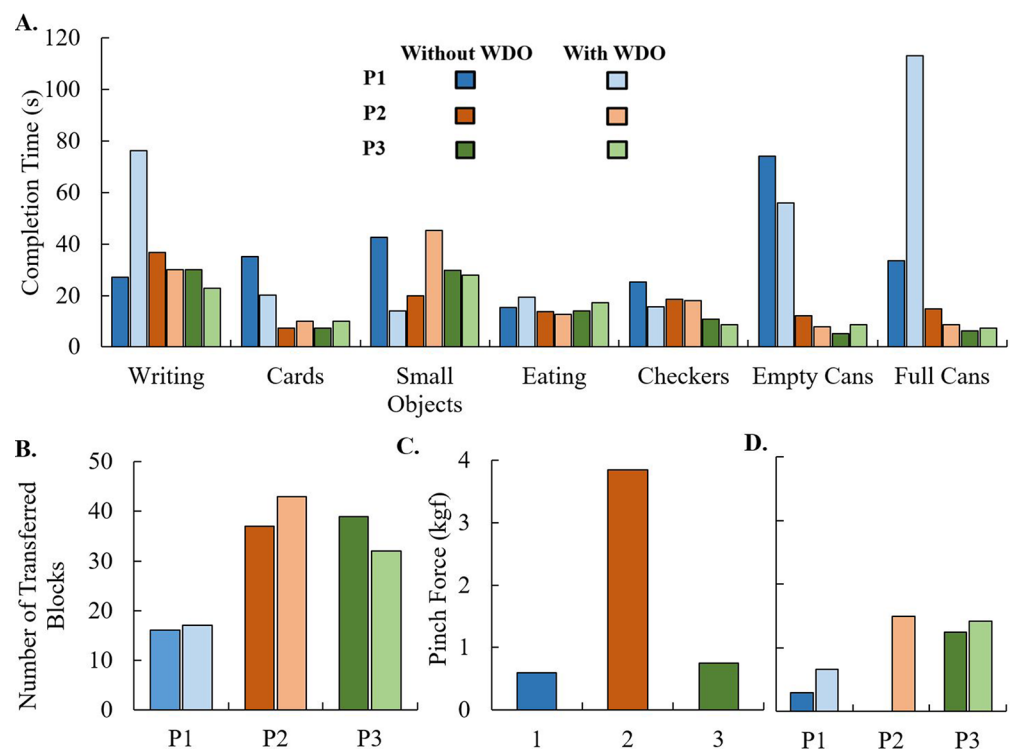 A.
120
100
80
60
40
20
0
Completion Time (s)
Without WDO With WDO
P1
P2
P3
Writing Cards Small Objects Eating Checkers Empty Cans Full Cans
B.
50
40
30
20
10
0
Number of Transferred
Blocks
P1 P2 P3
C.
4
3
2
1
0
Pinch Force (kgf)
1 2 3
D.
P1 P2 P3